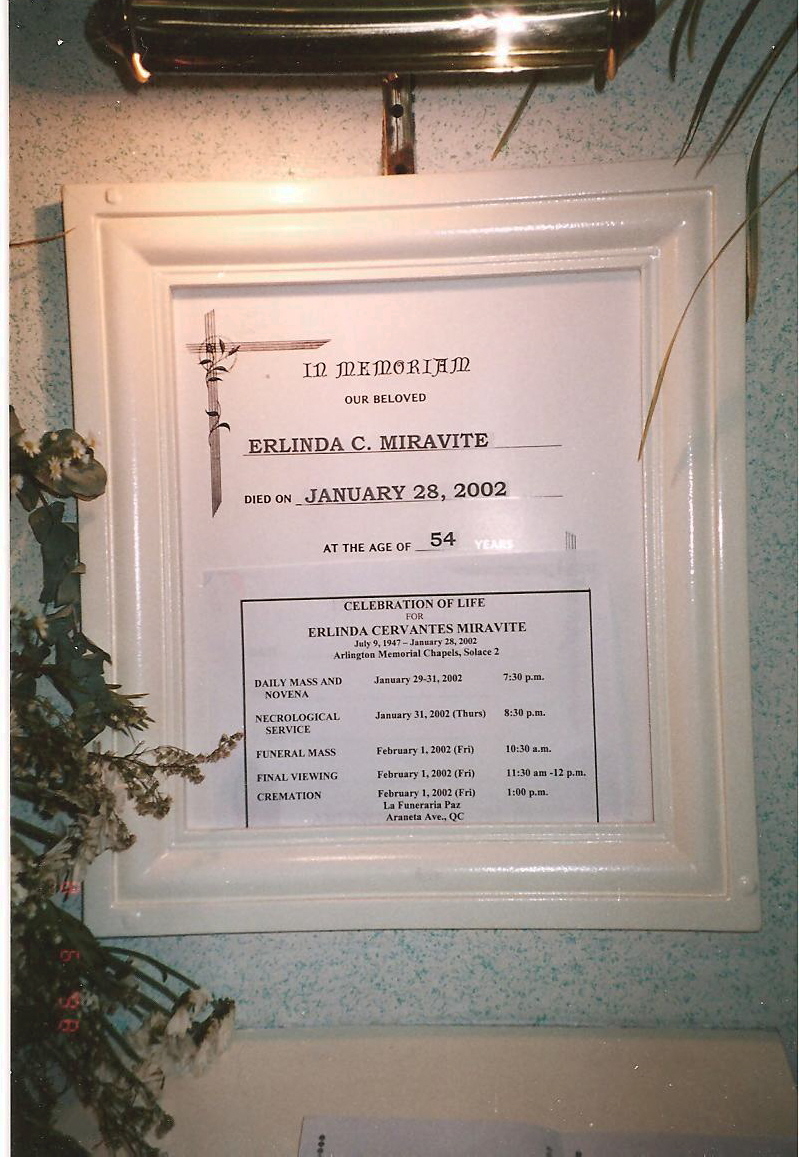 IN MEMORIAM
OUR BELOVED
ERLINDA C. MIRAVITE
DIED ON JANUARY 28, 2002
AT THE AGE OF 54 YEARS
CELEBRATION OF LIFE
FOR
ERLINDA CERVANTES MIRAVITE
July 9, 1947 – January 28, 2002
Arlington Memorial Chapels, Solace 2
DAILY MASS AND January 29-31, 2002 7:30 p.m.
NOVENA
NECROLOGICAL January 31, 2002 (Thurs) 8:30 p.m.
SERVICE
FUNERAL MASS February 1, 2002 (Fri) 10:30 a.m.
FINAL VIEWING February 1, 2002 (Fri) 11:30 am -12 p.m.
CREMATION February 1, 2002 (Fri) 1:00 p.m.
La Funeraria Paz
Araneta Ave., QC